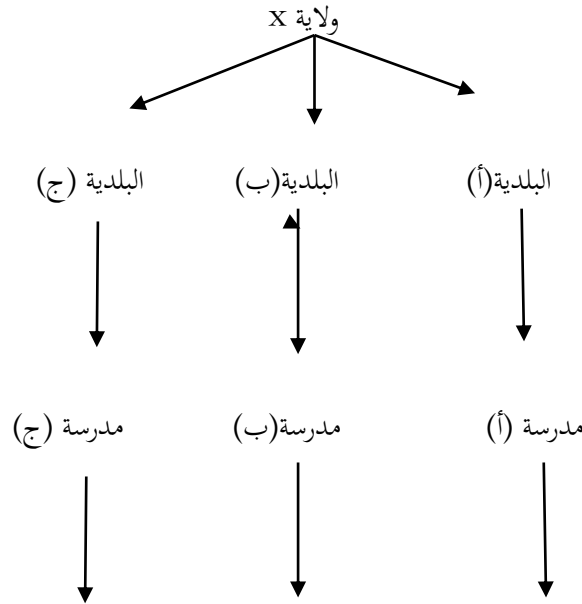 ولاية x
البلدية(أ) البلدية(ب) البلدية (ج)
مدرسة (أ) مدرسة(ب) مدرسة (ج)